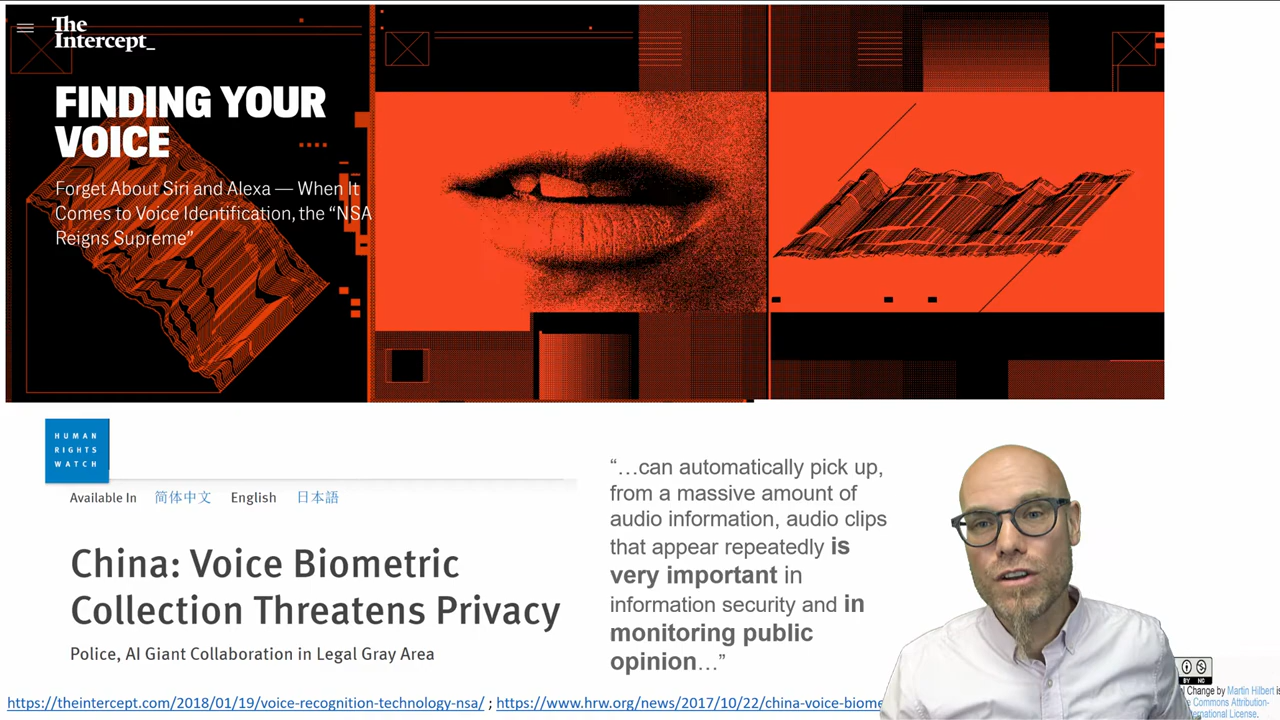 The
Intercept_
FINDING YOUR
VOICE
Forget About Siri and Alexa — When It
Comes to Voice Identification, the “NSA
Reigns Supreme”
HUMAN
RIGHTS
WATCH
Available In 简体中文 English 日本語
China: Voice Biometric
Collection Threatens Privacy
Police, AI Giant Collaboration in Legal Gray Area
“…can automatically pick up,
from a massive amount of
audio information, audio clips
that appear repeatedly is
very important in
information security and in
monitoring public
opinion…”
https://theintercept.com/2018/01/19/voice-recognition-technology-nsa/ ; https://www.hrw.org/news/2017/10/22/china-voice-biome
BY NC
l Change by Martin Hilbert is
Commons Attribution-
ernational License.